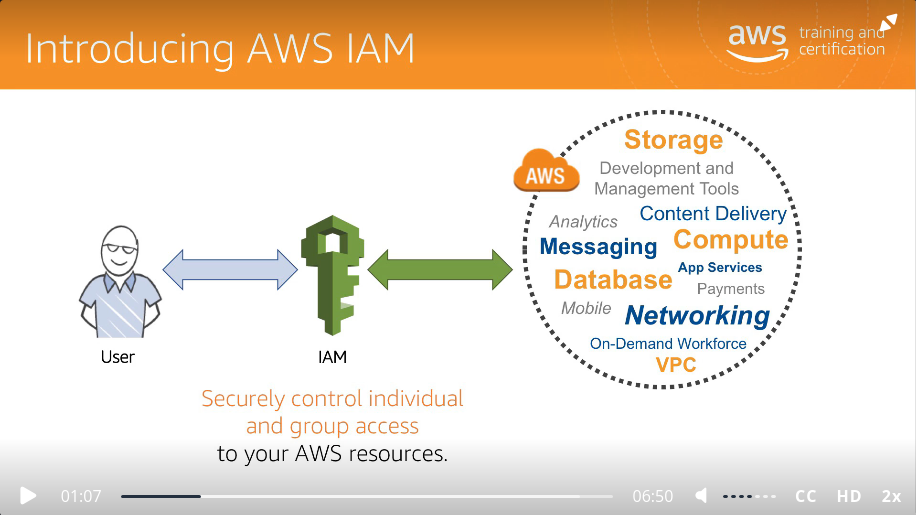 Introducing AWS IAM
aws training and
certification
Storage
AWS
Development and
Management Tools
Analytics
Content Delivery
Messaging
Compute
Database
App Services
Payments
Mobile
Networking
On-Demand Workforce
VPC
User
IAM
Securely control individual
and group access
to your AWS resources.
01:07
06:50
CC
HD
2x